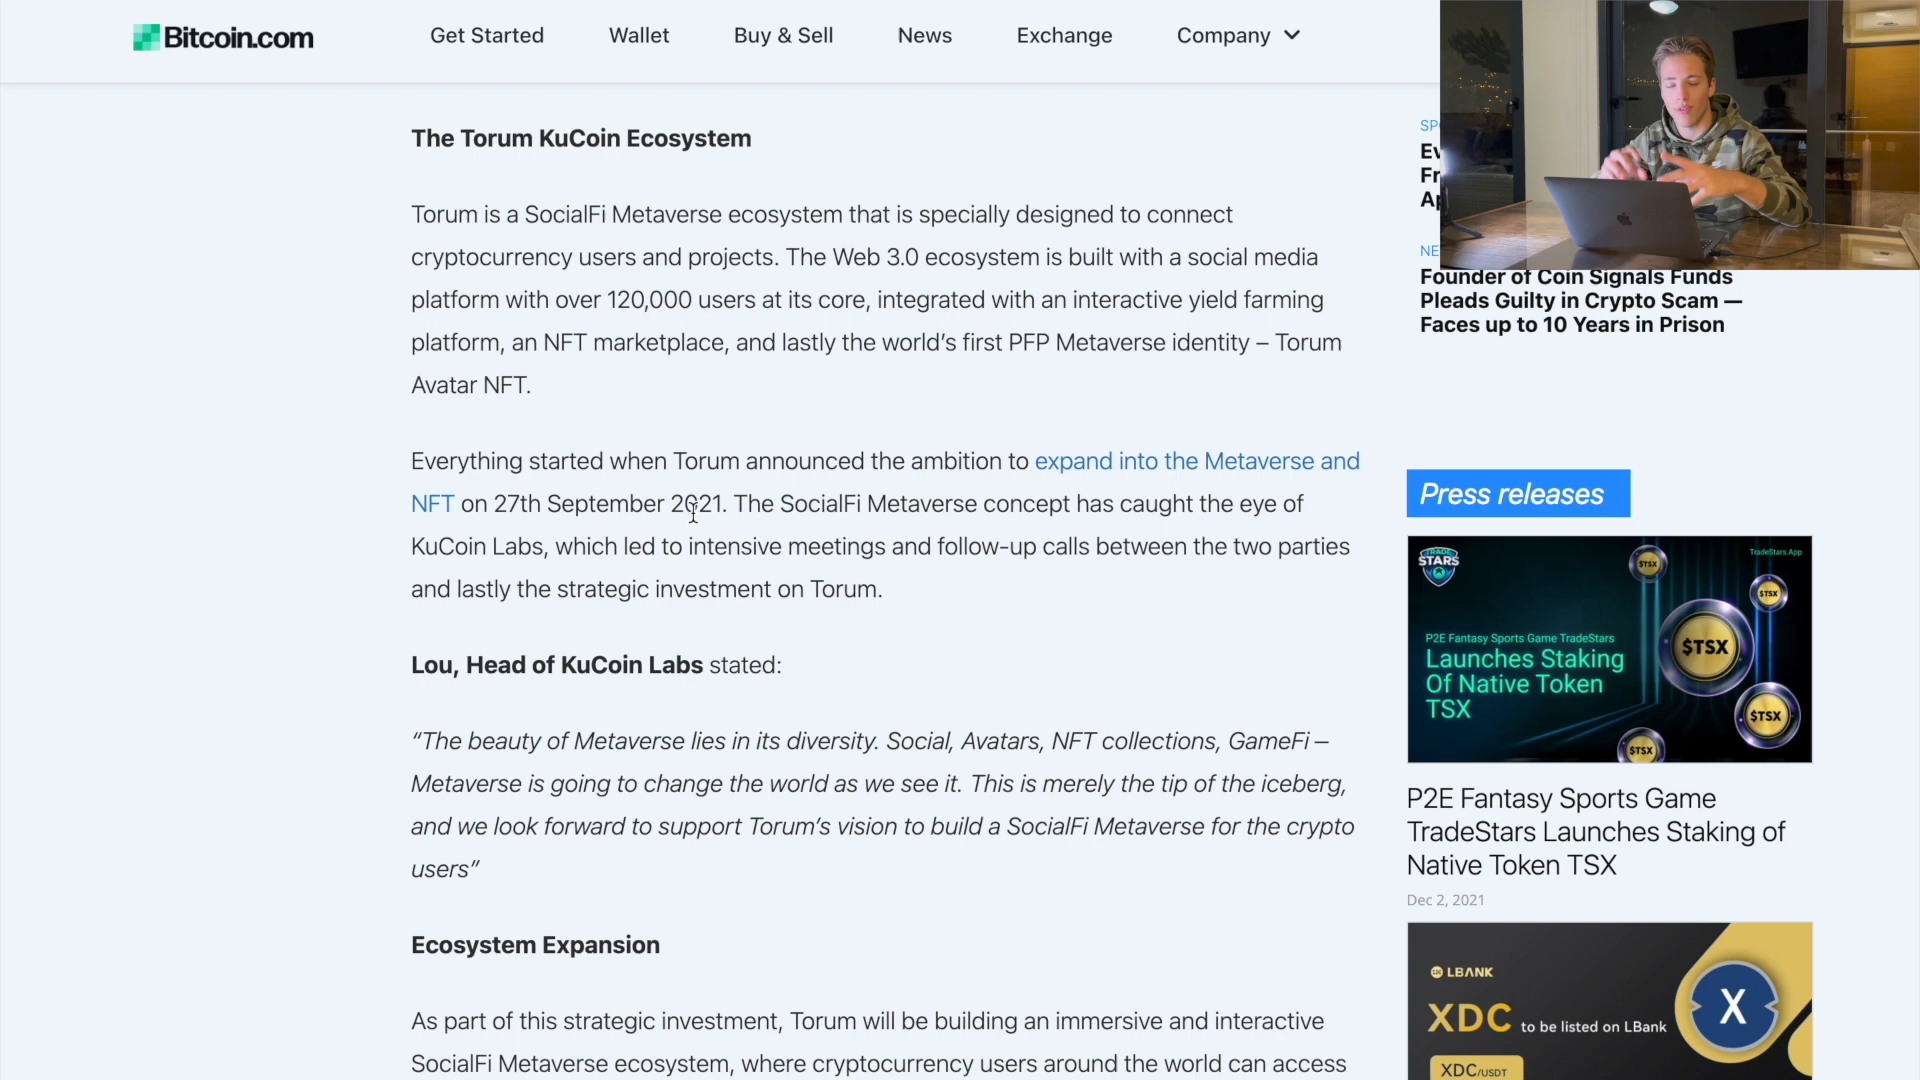 Bitcoin.com
Get Started
Wallet
Buy & Sell
News
Exchange
Company
The Torum KuCoin Ecosystem
Torum is a SocialFi Metaverse ecosystem that is specially designed to connect
cryptocurrency users and projects. The Web 3.0 ecosystem is built with a social media
platform with over 120,000 users at its core, integrated with an interactive yield farming
platform, an NFT marketplace, and lastly the world's first PFP Metaverse identity – Torum
Avatar NFT.
Everything started when Torum announced the ambition to expand into the Metaverse and
NFT on 27th September 2021. The SocialFi Metaverse concept has caught the eye of
KuCoin Labs, which led to intensive meetings and follow-up calls between the two parties
and lastly the strategic investment on Torum.
Lou, Head of KuCoin Labs stated:
“The beauty of Metaverse lies in its diversity. Social, Avatars, NFT collections, GameFi –
Metaverse is going to change the world as we see it. This is merely the tip of the iceberg,
and we look forward to support Torum's vision to build a SocialFi Metaverse for the crypto
users”
Ecosystem Expansion
As part of this strategic investment, Torum will be building an immersive and interactive
SocialFi Metaverse ecosystem, where cryptocurrency users around the world can access
Founder of Coin Signals Funds
Pleads Guilty in Crypto Scam —
Faces up to 10 Years in Prison
Press releases
TRADE
STARS
TradeStars.App
$TSX
$TSX
P2E Fantasy Sports Game TradeStars
Launches Staking
Of Native Token
TSX
$TSX
$TSX
$TSX
P2E Fantasy Sports Game
TradeStars Launches Staking of
Native Token TSX
Dec 2, 2021
LBANK
XDC to be listed on LBank
X
XDC/USDT